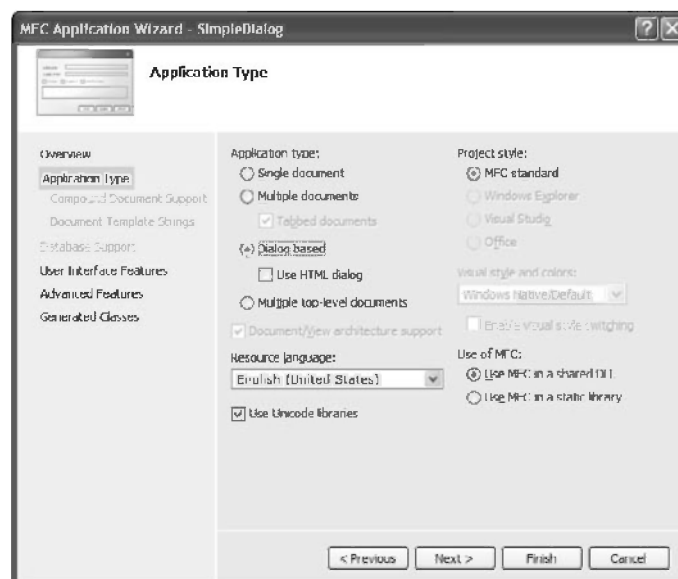 MFC Application Wizard - SimpleDialog
Application Type
Overview
Application Type
Compound Document Support
Document Template Strings
Database Support
User Interface Features
Advanced Features
Generated Classes
Application type:
Single document
Multiple documents
Tabbed documents
Dialog based
Use HTML dialog
Multiple top-level documents
Document/View architecture support
Resource language:
English (United States)
Use Unicode libraries
Project style:
MFC standard
Windows Explorer
Visual Studio
Office
Visual style and colors:
Windows Native/Default
Enable visual style switching
Use of MFC:
Use MFC in a shared DLL
Use MFC in a static library
< Previous
Next >
Finish
Cancel